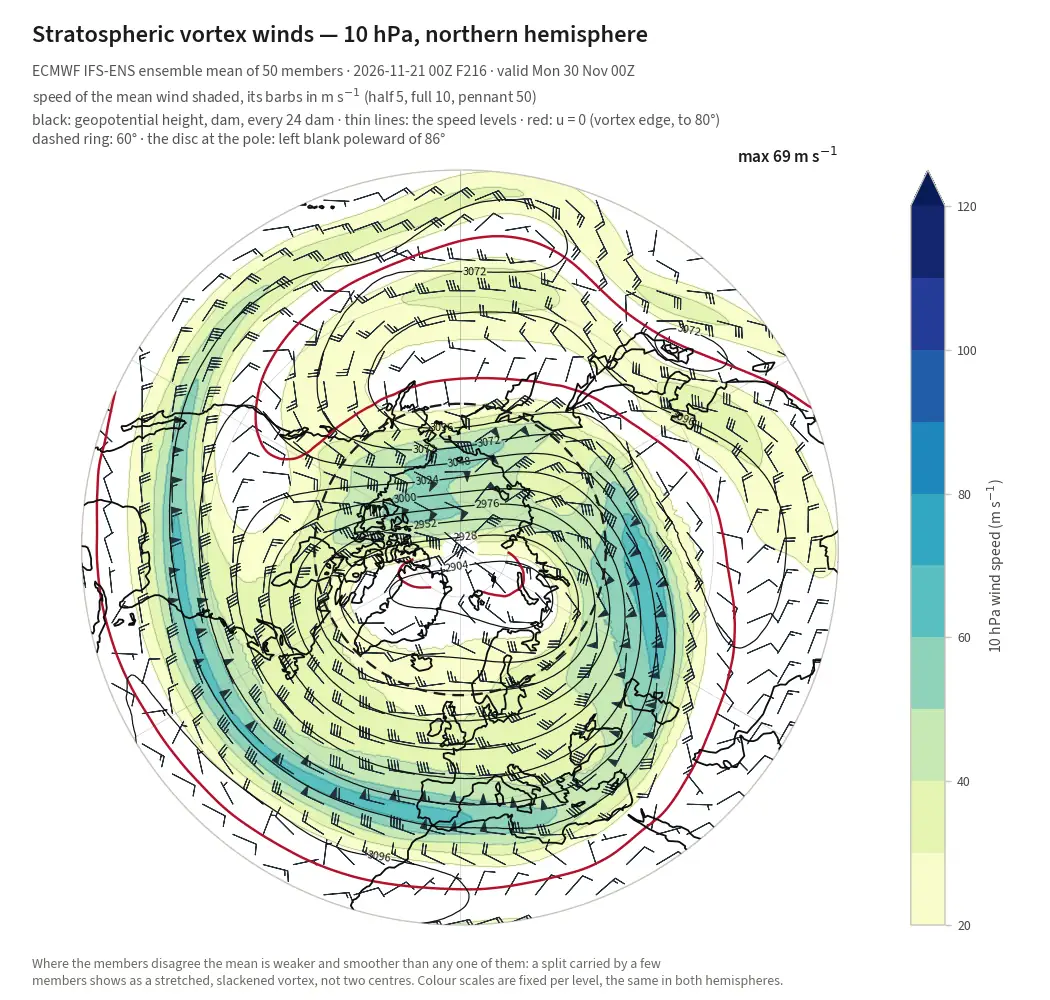 Stratospheric vortex winds — 10 hPa, northern hemisphere
ECMWF IFS-ENS ensemble mean of 50 members · 2026-11-21 00Z F216 · valid Mon 30 Nov 00Z
speed of the mean wind shaded, its barbs in m s⁻¹ (half 5, full 10, pennant 50)
black: geopotential height, dam, every 24 dam · thin lines: the speed levels · red: u = 0 (vortex edge, to 80°)
dashed ring: 60° · the disc at the pole: left blank poleward of 86°
max 69 m s⁻¹
120
100
80
60
40
20
10 hPa wind speed (m s⁻¹)
3072
3072
3072
3048
3024
3000
2976
2952
2928
2904
3096
Where the members disagree the mean is weaker and smoother than any one of them: a split carried by a few
members shows as a stretched, slackened vortex, not two centres. Colour scales are fixed per level, the same in both hemispheres.